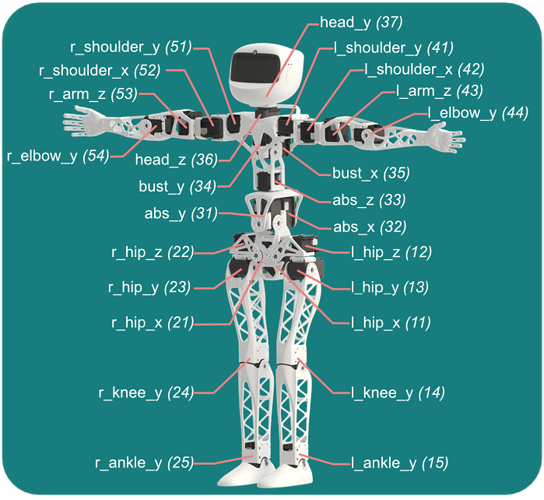 head_y (37)
r_shoulder_y (51)
l_shoulder_y (41)
r_shoulder_x (52)
l_shoulder_x (42)
r_arm_z (53)
l_arm_z (43)
l_elbow_y (44)
r_elbow_y (54)
head_z (36)
bust_x (35)
bust_y (34)
abs_z (33)
abs_y (31)
abs_x (32)
r_hip_z (22)
l_hip_z (12)
r_hip_y (23)
l_hip_y (13)
r_hip_x (21)
l_hip_x (11)
r_knee_y (24)
l_knee_y (14)
r_ankle_y (25)
l_ankle_y (15)